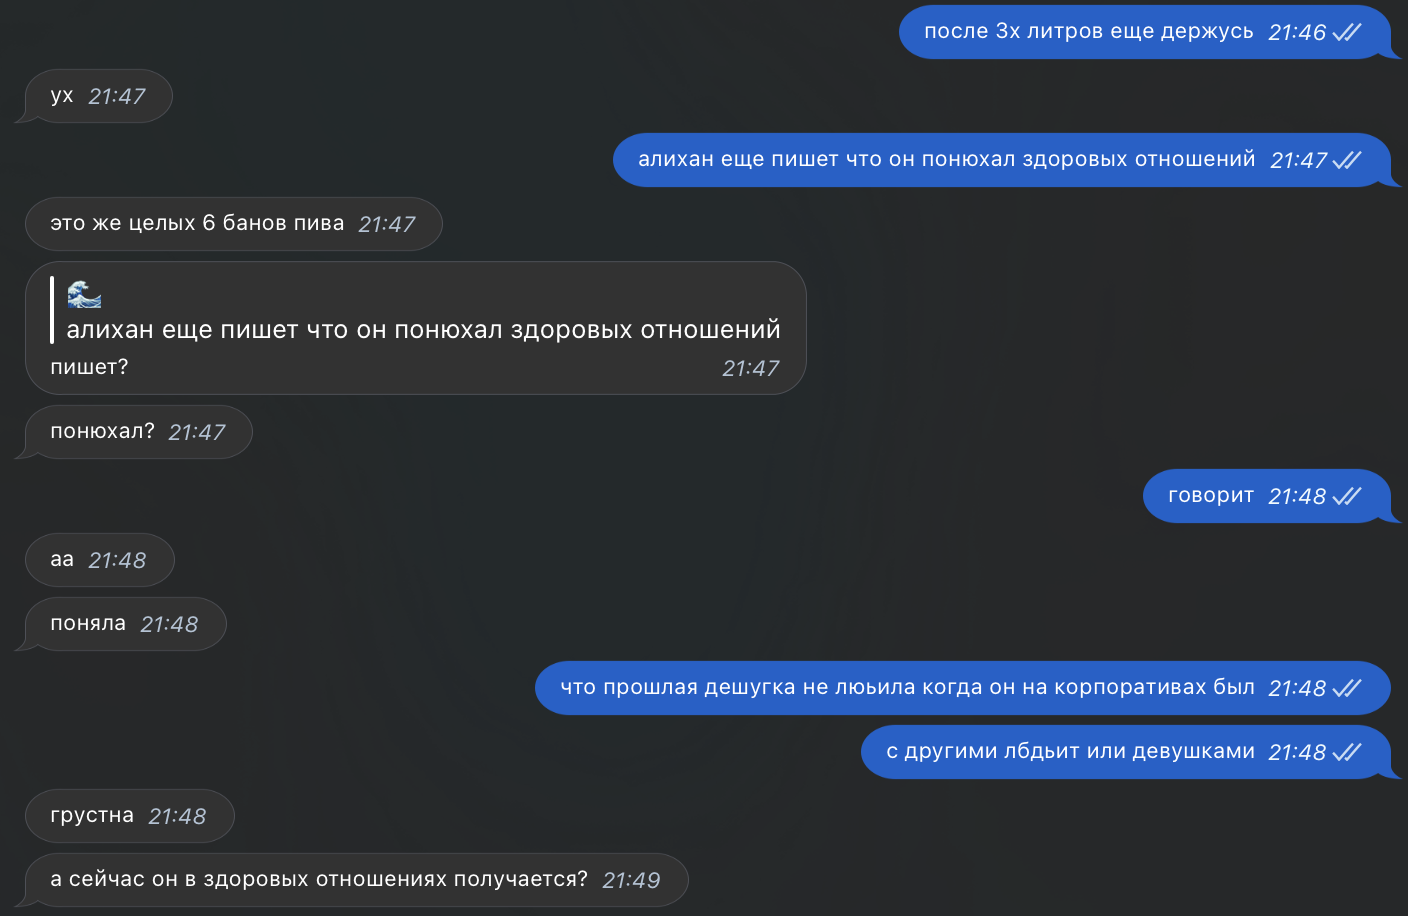 после 3х литров еще держусь 21:46
ух 21:47
алихан еще пишет что он понюхал здоровых отношений 21:47
это же целых 6 банов пива 21:47
алихан еще пишет что он понюхал здоровых отношений
пишет? 21:47
понюхал? 21:47
говорит 21:48
аа 21:48
поняла 21:48
что прошлая дешугка не люьила когда он на корпоративах был 21:48
с другими лбдьит или девушками 21:48
грустна 21:48
а сейчас он в здоровых отношениях получается? 21:49